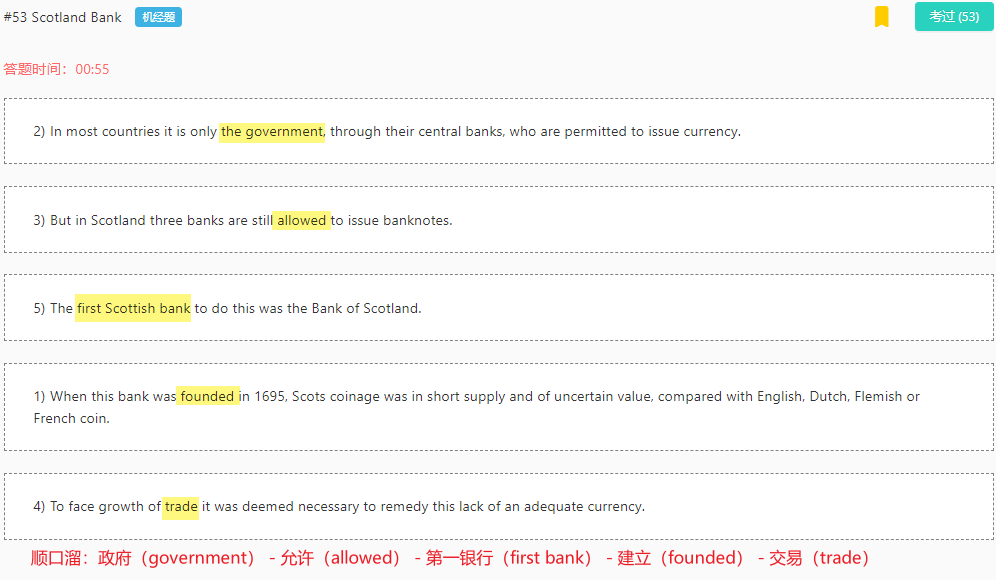 #53 Scotland Bank 机经题 考过 (53)
答题时间：00:55
2) In most countries it is only the government, through their central banks, who are permitted to issue currency.
3) But in Scotland three banks are still allowed to issue banknotes.
5) The first Scottish bank to do this was the Bank of Scotland.
1) When this bank was founded in 1695, Scots coinage was in short supply and of uncertain value, compared with English, Dutch, Flemish or
French coin.
4) To face growth of trade it was deemed necessary to remedy this lack of an adequate currency.
顺口溜：政府（government） - 允许（allowed） - 第一银行（first bank） - 建立（founded） - 交易（trade）